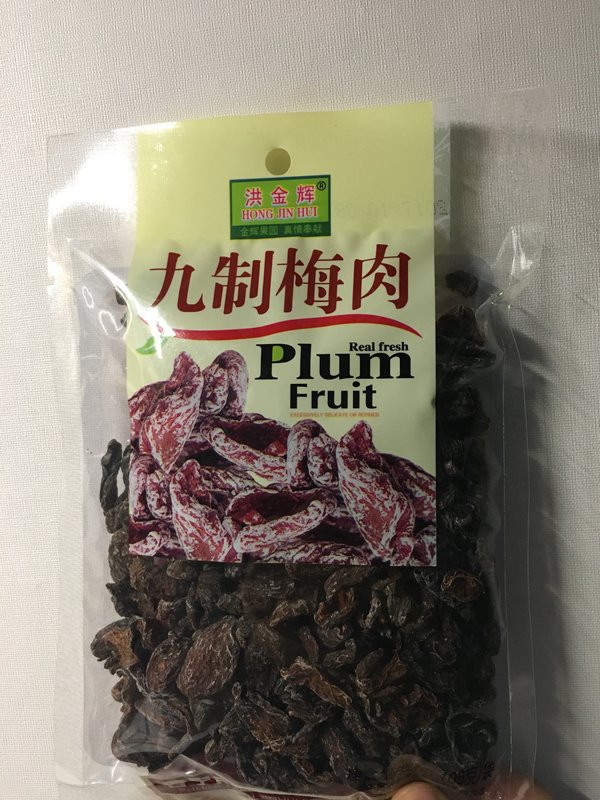 洪金辉®
HONG JIN HUI
金辉果园 真情奉献
九制梅肉
Real fresh
Plum
Fruit
EXCESSIVELY DELICATE OR REFINED